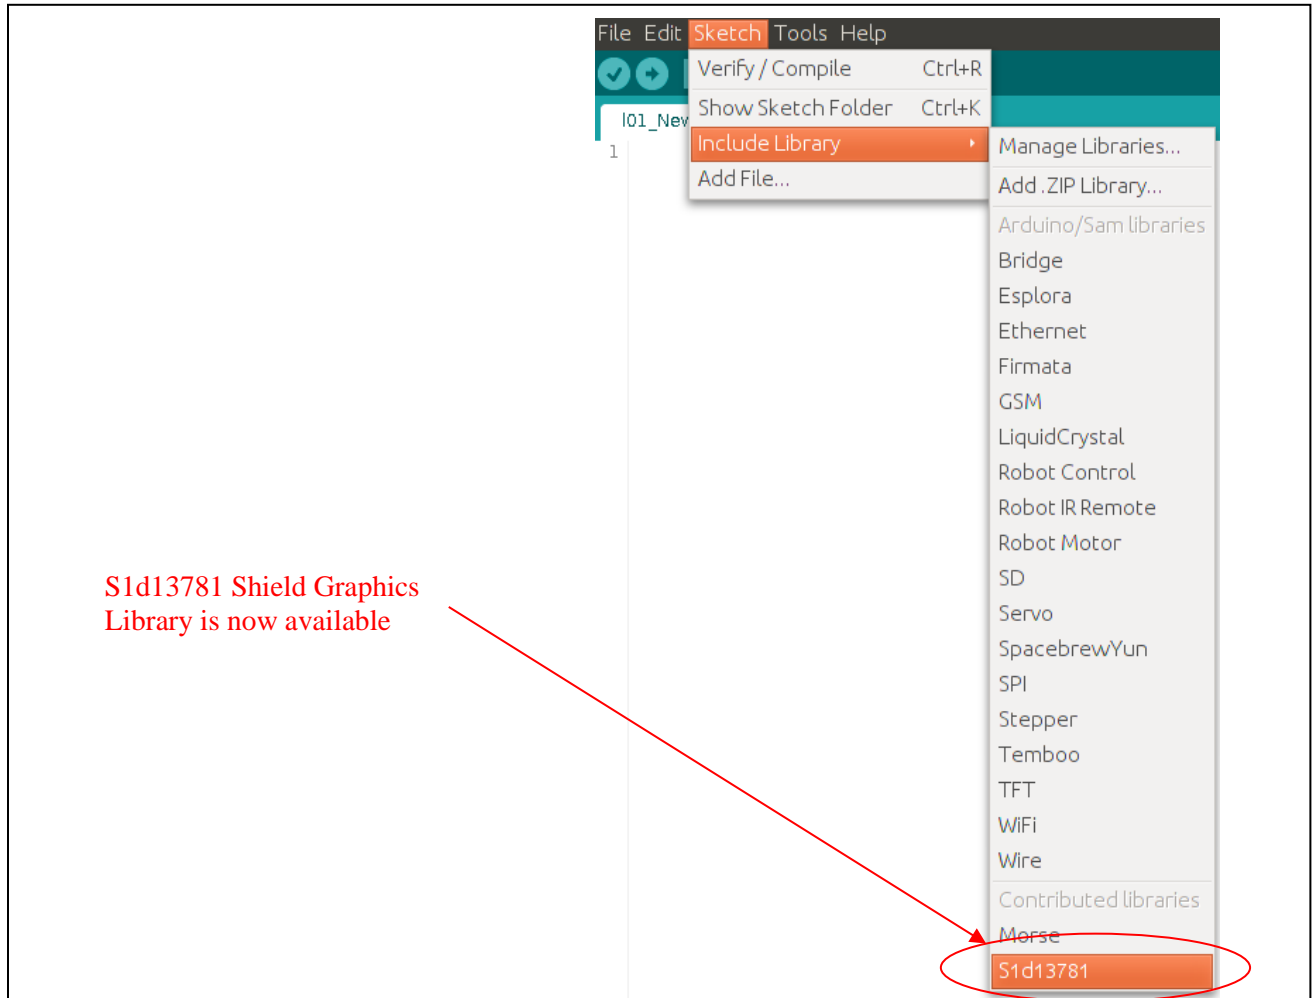 File Edit Sketch Tools Help
Verify / Compile Ctrl+R
Show Sketch Folder Ctrl+K
l01_Nev
1
Include Library
Add File...
Manage Libraries...
Add .ZIP Library...
Arduino/Sam libraries
Bridge
Esplora
Ethernet
Firmata
GSM
LiquidCrystal
Robot Control
Robot IR Remote
Robot Motor
SD
Servo
SpacebrewYun
SPI
Stepper
Temboo
TFT
WiFi
Wire
Contributed libraries
Morse
S1d13781
S1d13781 Shield Graphics
Library is now available